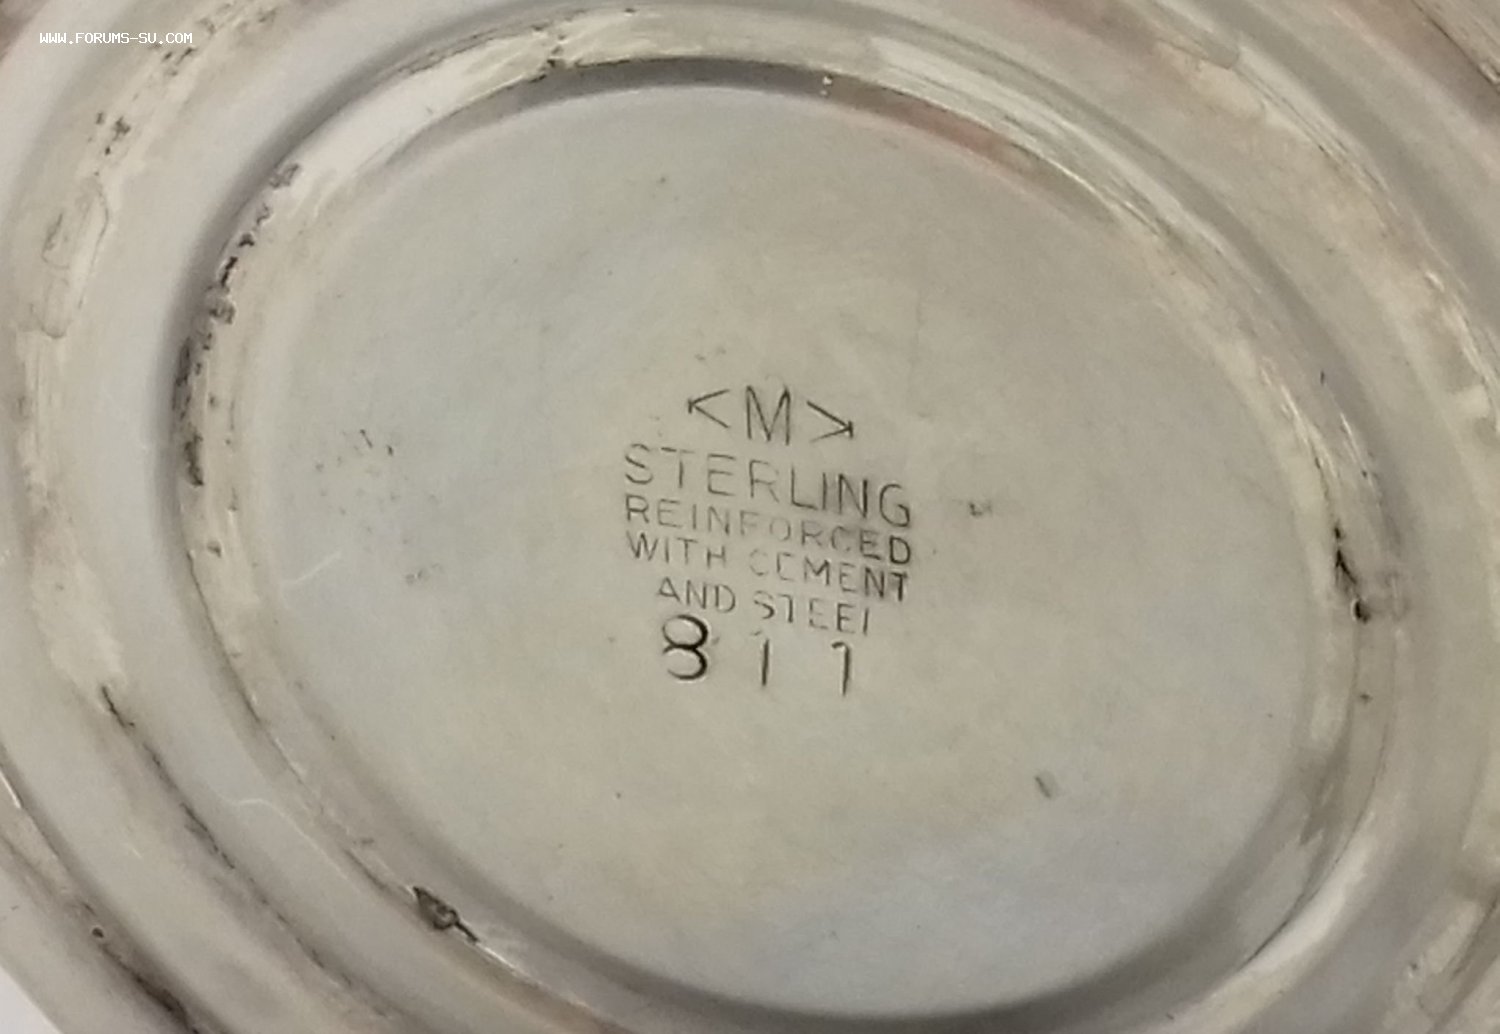 WWW.FORUMS-SU.COM
<M>
STERLING
REINFORCED
WITH CEMENT
AND STEEL
811